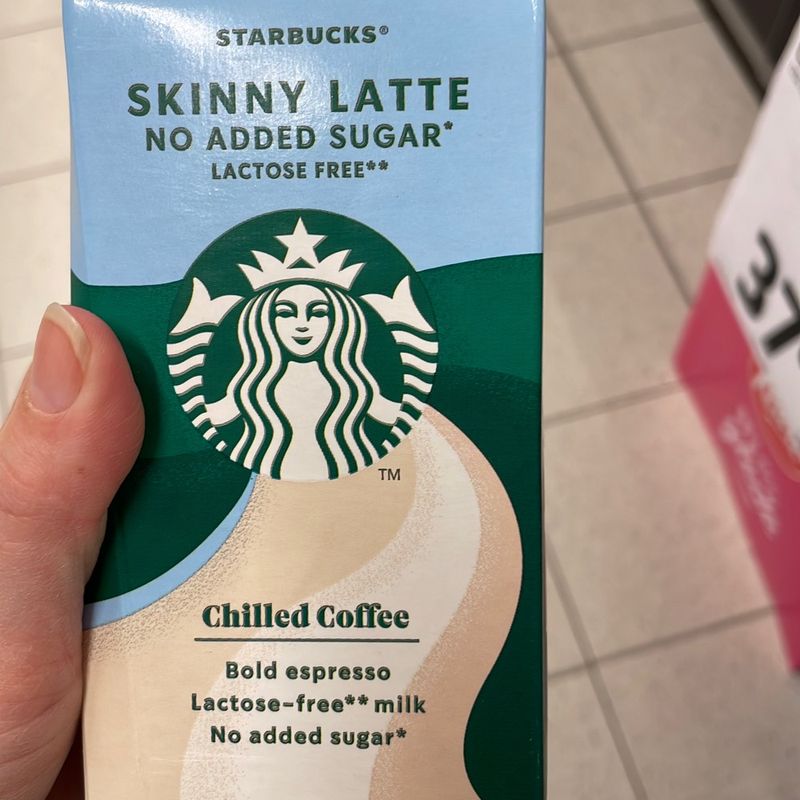 STARBUCKS®
SKINNY LATTE
NO ADDED SUGAR*
LACTOSE FREE**
TM
Chilled Coffee
Bold espresso
Lactose-free** milk
No added sugar*
37